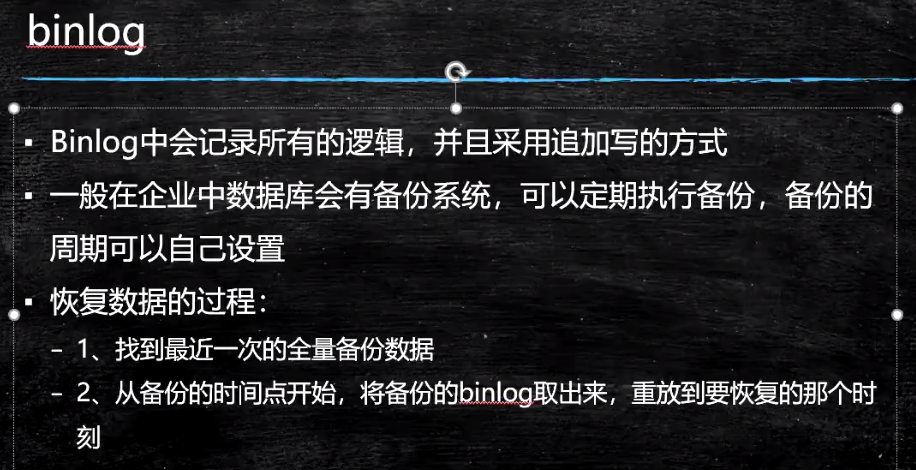 binlog
▪ Binlog中会记录所有的逻辑，并且采用追加写的方式
▪ 一般在企业中数据库会有备份系统，可以定期执行备份，备份的
周期可以自己设置
▪ 恢复数据的过程：
– 1、找到最近一次的全量备份数据
– 2、从备份的时间点开始，将备份的binlog取出来，重放到要恢复的那个时
刻